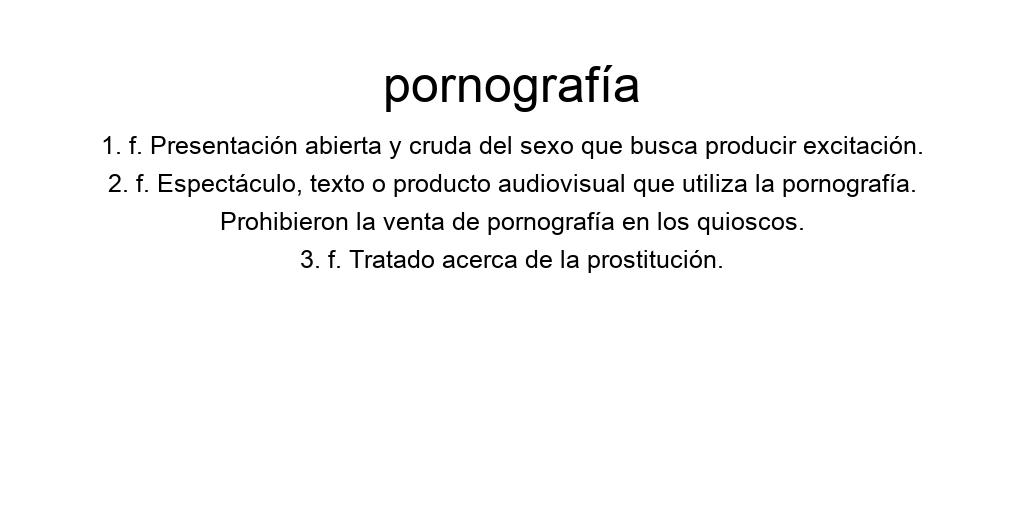 pornografía
1. f. Presentación abierta y cruda del sexo que busca producir excitación.
2. f. Espectáculo, texto o producto audiovisual que utiliza la pornografía.
Prohibieron la venta de pornografía en los quioscos.
3. f. Tratado acerca de la prostitución.